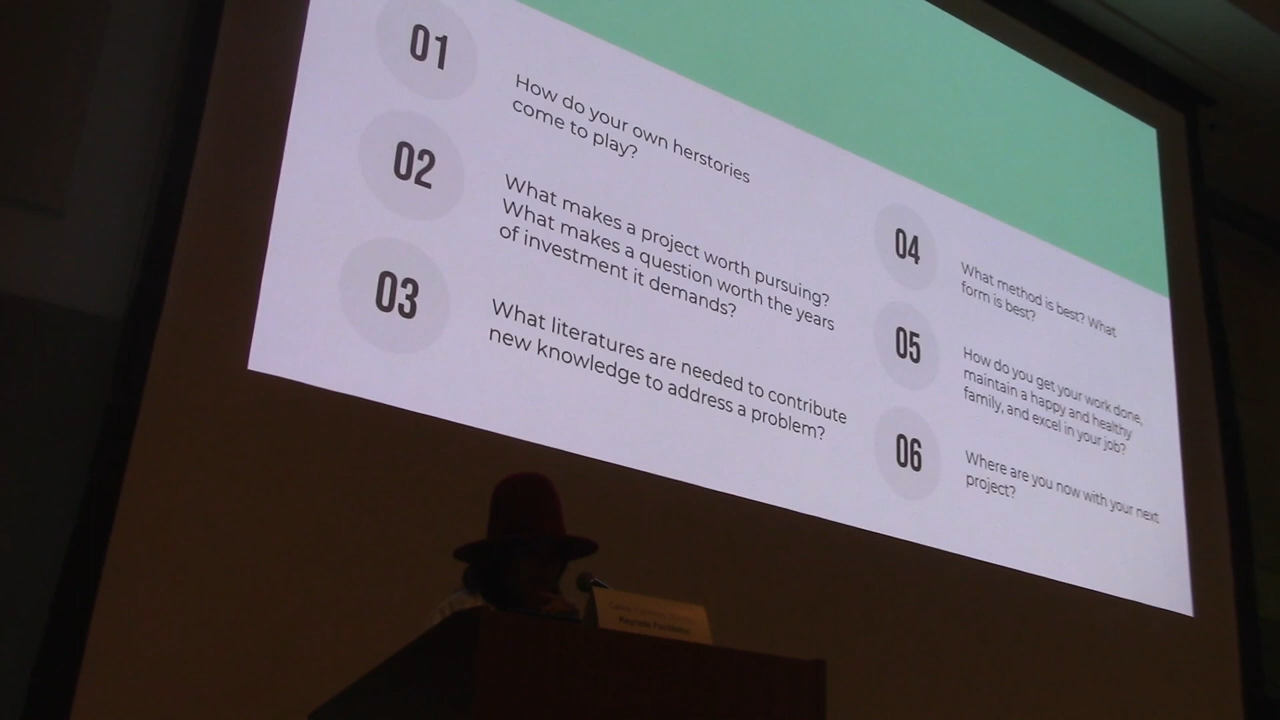 01
How do your own herstories
come to play?
02
What makes a project worth pursuing?
What makes a question worth the years
of investment it demands?
03
What literatures are needed to contribute
new knowledge to address a problem?
04
What method is best? What
form is best?
05
How do you get your work done,
maintain a happy and healthy
family, and excel in your job?
06
Where are you now with your next
project?
Keynote Facilitator